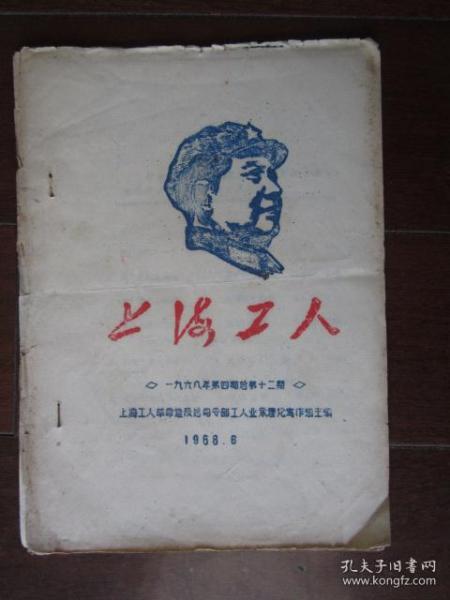 上海工人
一九六八年第四期总第十二期
上海工人革命造反总司令部工人业余理论写作组主编
1968.6
孔夫子旧书网
www.kongfz.com